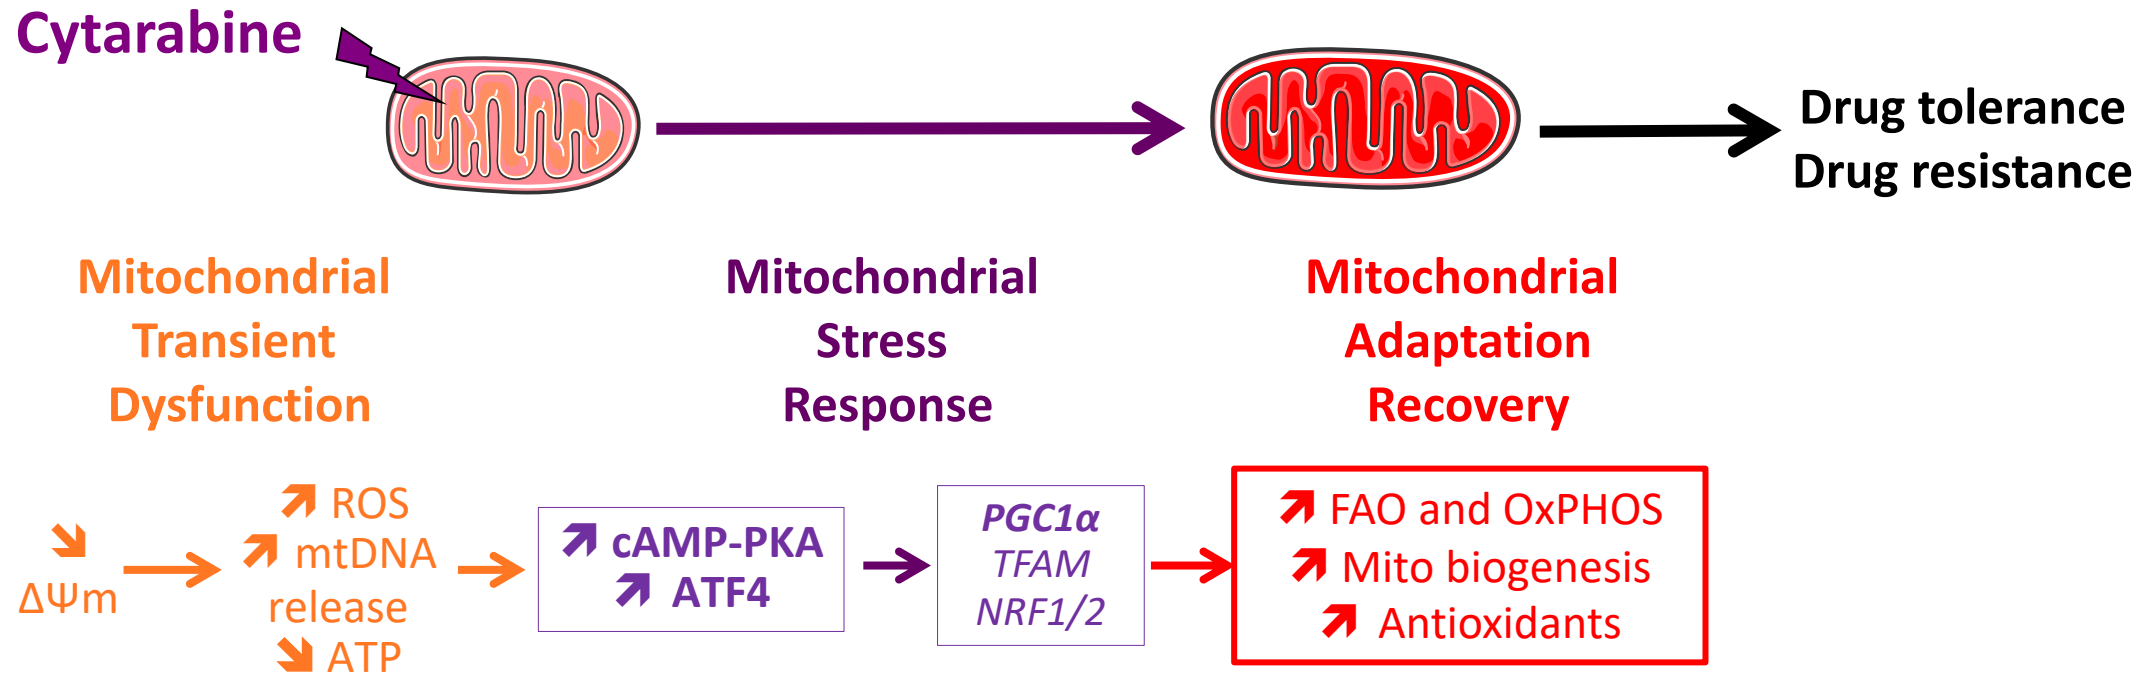 Cytarabine
Drug tolerance
Drug resistance
Mitochondrial
Transient
Dysfunction
Mitochondrial
Stress
Response
Mitochondrial
Adaptation
Recovery
ΔΨm
ROS
mtDNA
release
ATP
cAMP-PKA
ATF4
PGC1α
TFAM
NRF1/2
FAO and OxPHOS
Mito biogenesis
Antioxidants